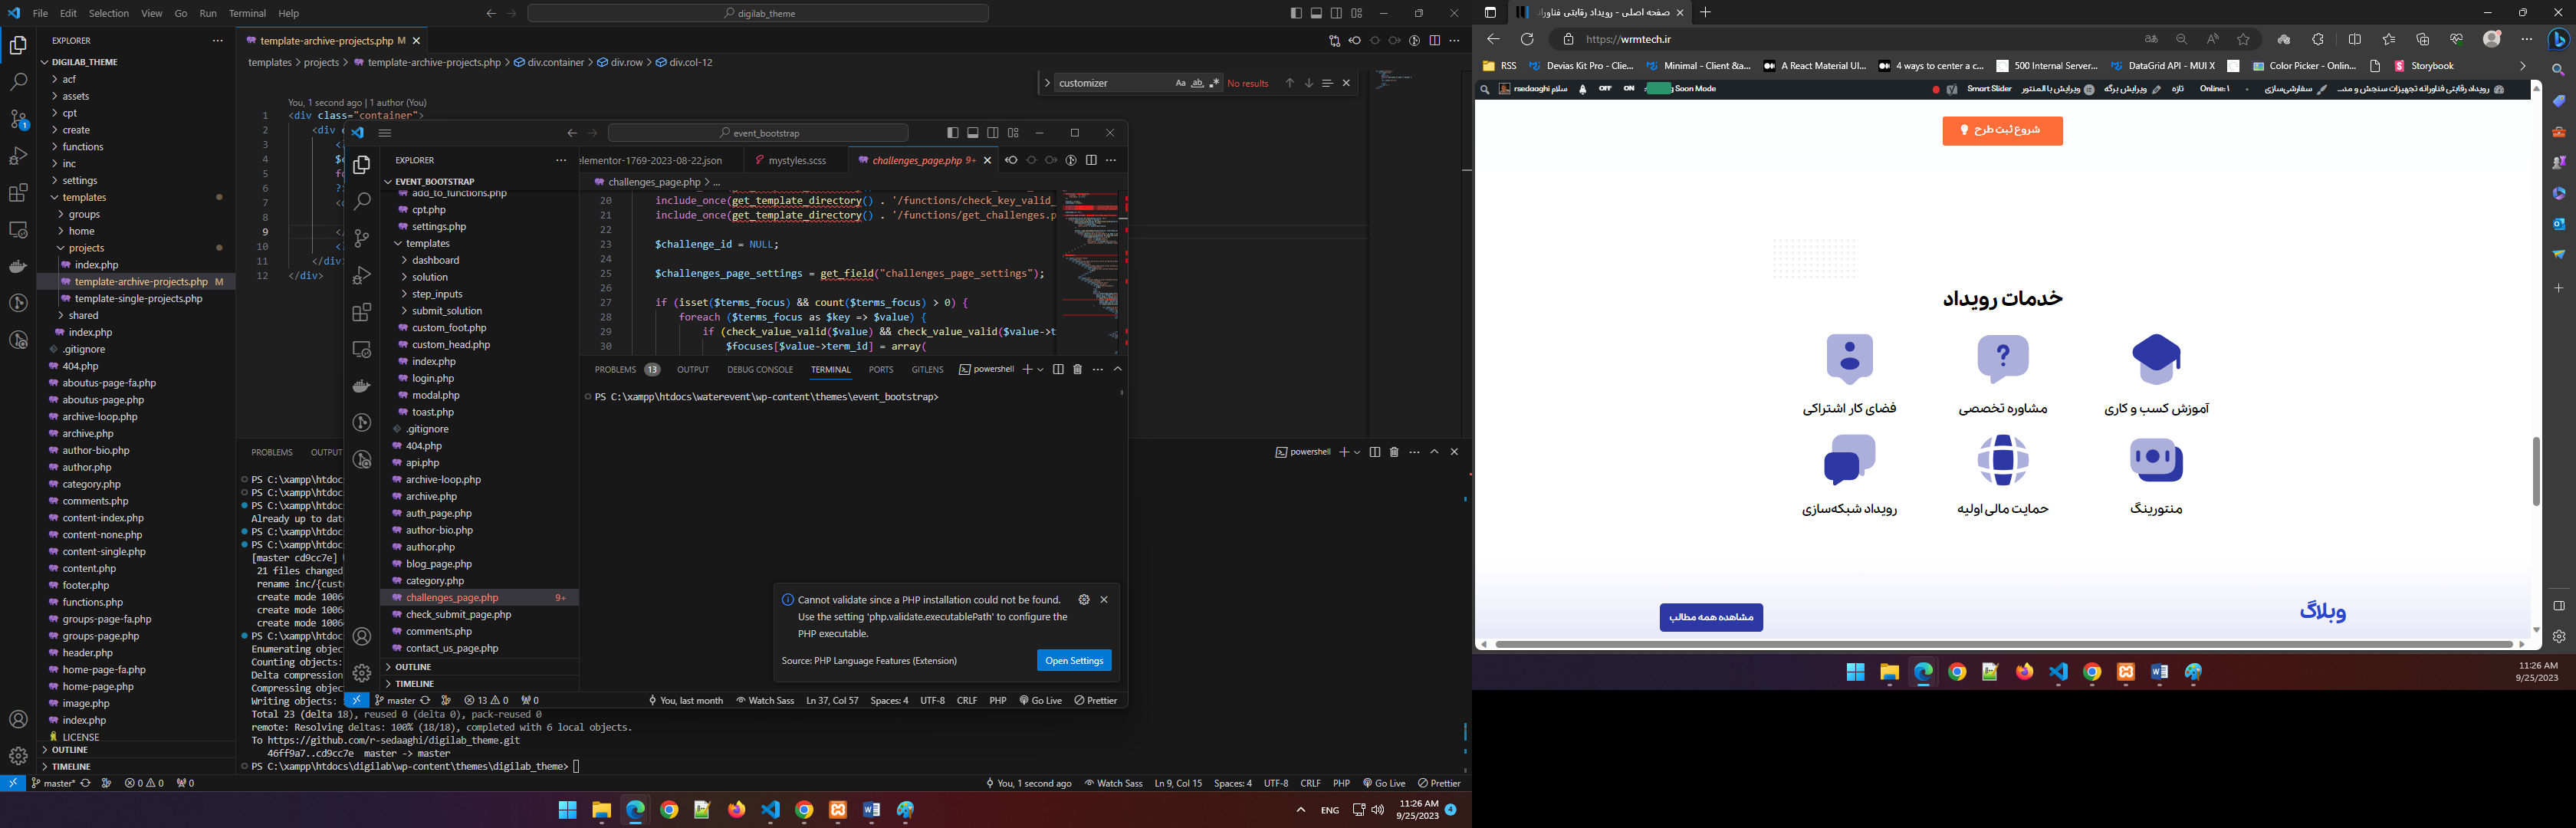 File Edit Selection View Go Run Terminal Help
digilab_theme
EXPLORER
DIGILAB_THEME
acf
assets
cpt
create
functions
inc
settings
templates
groups
home
projects
index.php
template-archive-projects.php M
template-single-projects.php
shared
index.php
.gitignore
404.php
aboutus-page-fa.php
aboutus-page.php
archive-loop.php
archive.php
author-bio.php
author.php
category.php
comments.php
content-index.php
content-none.php
content-single.php
content.php
footer.php
functions.php
groups-page-fa.php
groups-page.php
header.php
home-page-fa.php
home-page.php
image.php
index.php
LICENSE
OUTLINE
TIMELINE
template-archive-projects.php M
templates > projects > template-archive-projects.php > div.container > div.row > div.col-12
customizer
No results
You, 1 second ago | 1 author (You)
1 <div class="container">
2 <div
3
4
5
6
7
8
9
10
11 </div
12 </div>
PROBLEMS OUTPUT
powershell
PS C:\xampp\htdocs
PS C:\xampp\htdocs
PS C:\xampp\htdocs
Already up to date
PS C:\xampp\htdocs
PS C:\xampp\htdocs
[master cd9cc7e]
21 files changed
rename inc/{custo
create mode 1006
create mode 1006
create mode 1006
PS C:\xampp\htdocs
Enumerating object
Counting objects:
Delta compression
Compressing objec
Writing objects:
Total 23 (delta 18), reused 0 (delta 0), pack-reused 0
remote: Resolving deltas: 100% (18/18), completed with 6 local objects.
To https://github.com/r-sedaaghi/digilab_theme.git
46ff9a7..cd9cc7e master -> master
PS C:\xampp\htdocs\digilab\wp-content\themes\digilab_theme>
master* 0 0 0
You, 1 second ago Watch Sass Ln 9, Col 15 Spaces: 4 UTF-8 CRLF PHP Go Live Prettier
ENG
11:26 AM
9/25/2023
4
event_bootstrap
EXPLORER
EVENT_BOOTSTRAP
add_to_functions.php
cpt.php
settings.php
templates
dashboard
solution
step_inputs
submit_solution
custom_foot.php
custom_head.php
index.php
login.php
modal.php
toast.php
.gitignore
404.php
api.php
archive-loop.php
archive.php
auth_page.php
author-bio.php
author.php
blog_page.php
category.php
challenges_page.php 9+
check_submit_page.php
comments.php
contact_us_page.php
OUTLINE
TIMELINE
elementor-1769-2023-08-22.json mystyles.scss challenges_page.php 9+
challenges_page.php > ...
20 include_once(get_template_directory() . '/functions/check_key_valid_
21 include_once(get_template_directory() . '/functions/get_challenges.p
22
23 $challenge_id = NULL;
24
25 $challenges_page_settings = get_field("challenges_page_settings");
26
27 if (isset($terms_focus) && count($terms_focus) > 0) {
28 foreach ($terms_focus as $key => $value) {
29 if (check_value_valid($value) && check_value_valid($value->t
30 $focuses[$value->term_id] = array(
PROBLEMS 13 OUTPUT DEBUG CONSOLE TERMINAL PORTS GITLENS powershell
PS C:\xampp\htdocs\waterevent\wp-content\themes\event_bootstrap>
Cannot validate since a PHP installation could not be found.
Use the setting 'php.validate.executablePath' to configure the
PHP executable.
Source: PHP Language Features (Extension)
Open Settings
master 13 0 0
You, last month Watch Sass Ln 37, Col 57 Spaces: 4 UTF-8 CRLF PHP Go Live Prettier
صفحه اصلی - رویداد رقابتی فناوران
https://wrmtech.ir
RSS Devias Kit Pro - Clie... Minimal - Client &a... A React Material UI... 4 ways to center a c... 500 Internal Server... DataGrid API - MUI X Color Picker - Onlin... Storybook
رویداد رقابتی فناورانه تجهیزات سنجش و مد... سفارشی‌سازی Online: 1 تازه ویرایش برگه ویرایش با المنتور Smart Slider
Soon Mode ON OFF سلام rsedaaghi
شروع ثبت طرح
خدمات رویداد
آموزش کسب و کاری
مشاوره تخصصی
فضای کار اشتراکی
منتورینگ
حمایت مالی اولیه
رویداد شبکه‌سازی
وبلاگ
مشاهده همه مطالب
11:26 AM
9/25/2023